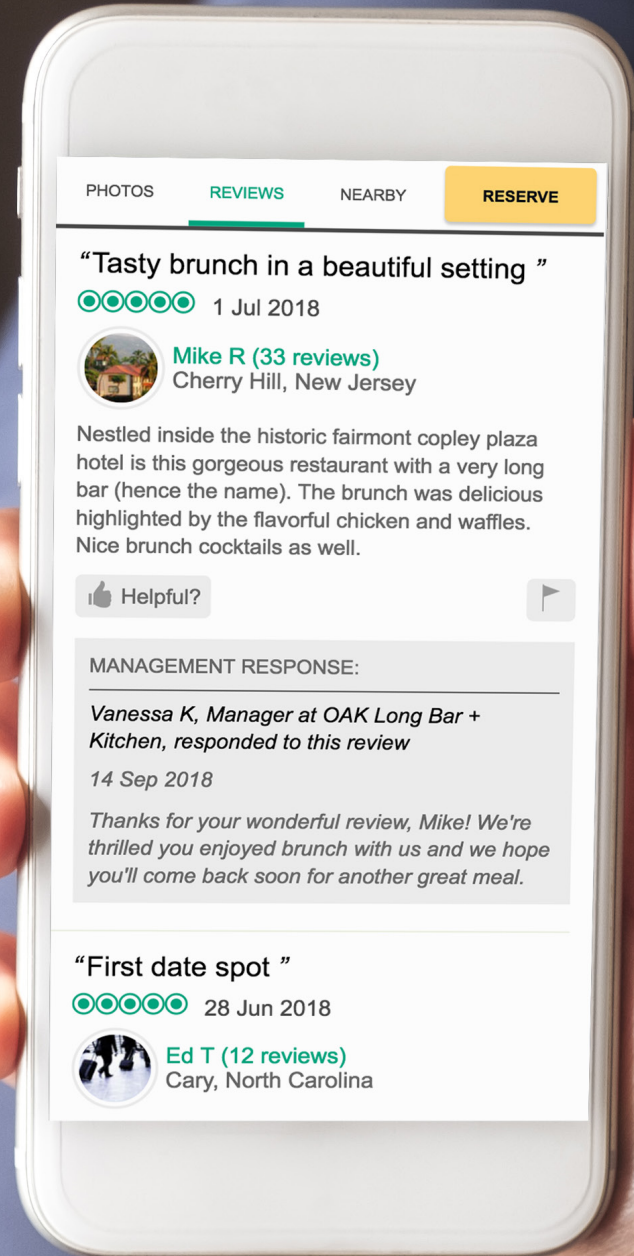 PHOTOS REVIEWS NEARBY RESERVE
“Tasty brunch in a beautiful setting ”
1 Jul 2018
Mike R (33 reviews)
Cherry Hill, New Jersey
Nestled inside the historic fairmont copley plaza
hotel is this gorgeous restaurant with a very long
bar (hence the name). The brunch was delicious
highlighted by the flavorful chicken and waffles.
Nice brunch cocktails as well.
Helpful?
MANAGEMENT RESPONSE:
Vanessa K, Manager at OAK Long Bar +
Kitchen, responded to this review
14 Sep 2018
Thanks for your wonderful review, Mike! We're
thrilled you enjoyed brunch with us and we hope
you'll come back soon for another great meal.
“First date spot ”
28 Jun 2018
Ed T (12 reviews)
Cary, North Carolina